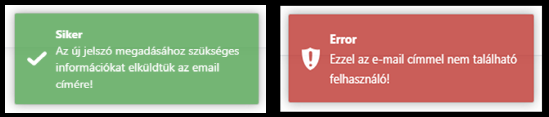 Siker
Az új jelszó megadásához szükséges
információkat elküldtük az email
címére!
Error
Ezzel az e-mail címmel nem található
felhasználó!